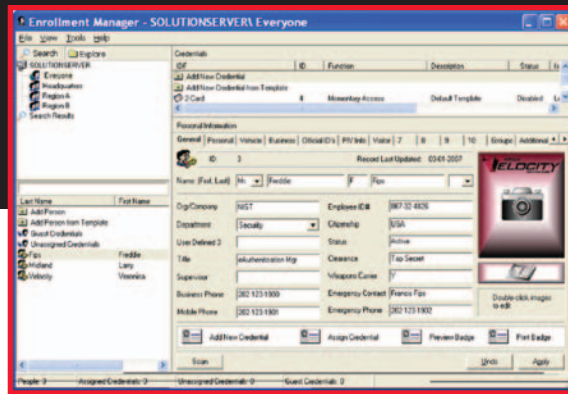 Enrollment Manager - SOLUTIONSERVER\ Everyone
File View Tools Help
Search Explore
SOLUTIONSERVER
Everyone
Headquarters
Region A
Region B
Search Results
Last Name First Name
Add Person
Add Person from Template
Guest Credentials
Unassigned Credentials
Fips Freddie
Midland Larry
Velocity Veronica
Credentials
ID# ID Function Description Status
Add New Credential
Add New Credential from Template
2 Card 4 Momentary Access Default Template Disabled
Personal Information
General Personal Vehicle Business Official ID's PIV Info Visitor 7 8 9 10 Groups Additional
ID: 3 Record Last Updated: 03-01-2007
Name (First, Last) Mr. Freddie F Fips
Org/Company NIST Employee ID# 987-32-4826
Department Security Citizenship USA
User Defined 3 Status Active
Title eAuthentication Mgr Clearance Top Secret
Supervisor Weapons Carrier Y
Business Phone 202 123 1900 Emergency Contact Francis Fips
Mobile Phone 202 123 1901 Emergency Phone 202 123 1902
VELOCITY
Double-click images
to edit
Add New Credential Assign Credential Preview Badge Print Badge
Scan Undo Apply
People: 3 Assigned Credentials: 3 Unassigned Credentials: 0 Guest Credentials: 0